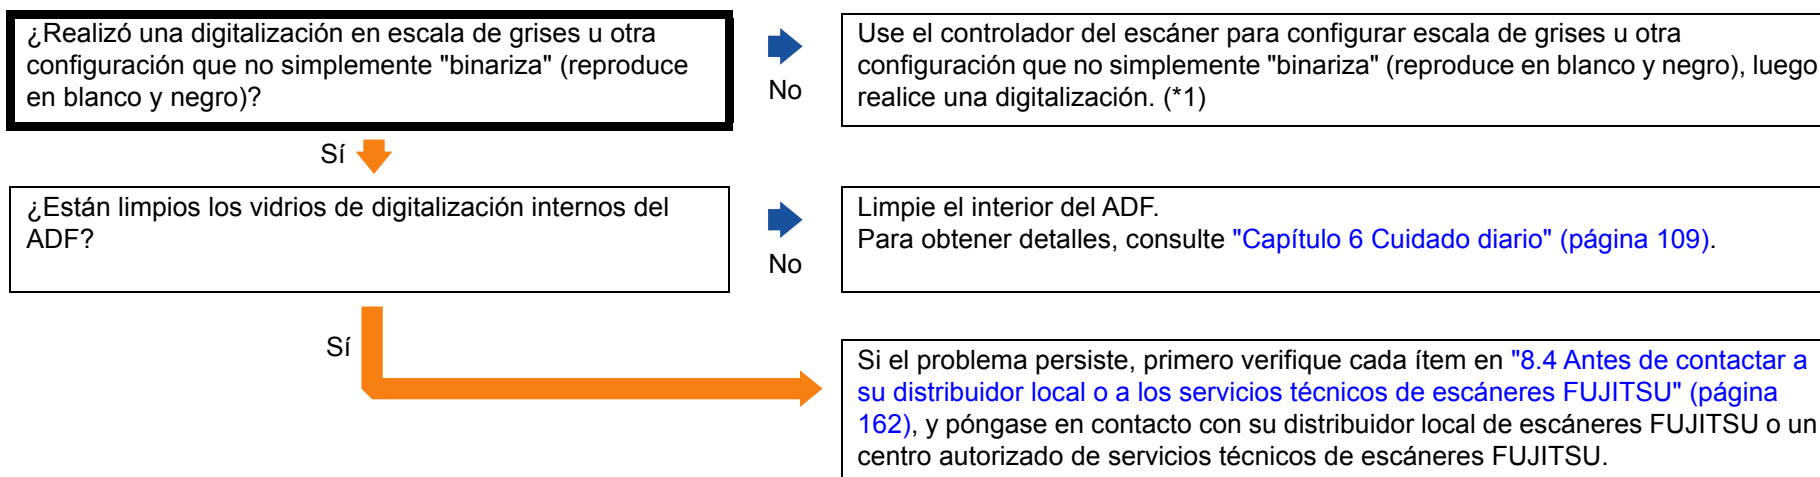 ¿Realizó una digitalización en escala de grises u otra
configuración que no simplemente "binariza" (reproduce
en blanco y negro)?
No
Use el controlador del escáner para configurar escala de grises u otra
configuración que no simplemente "binariza" (reproduce en blanco y negro), luego
realice una digitalización. (*1)
Sí
¿Están limpios los vidrios de digitalización internos del
ADF?
No
Limpie el interior del ADF.
Para obtener detalles, consulte "Capítulo 6 Cuidado diario" (página 109).
Sí
Si el problema persiste, primero verifique cada ítem en "8.4 Antes de contactar a
su distribuidor local o a los servicios técnicos de escáneres FUJITSU" (página
162), y póngase en contacto con su distribuidor local de escáneres FUJITSU o un
centro autorizado de servicios técnicos de escáneres FUJITSU.